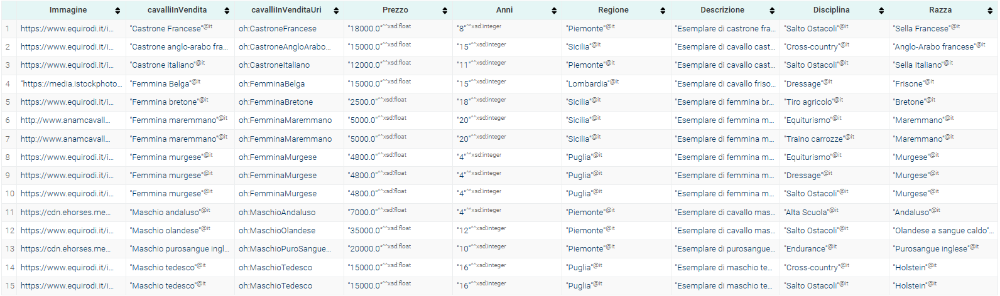 Immagine cavalliInVendita cavalliInVenditaUri Prezzo Anni Regione Descrizione Disciplina Razza
1 https://www.equirodi.it/i... "Castrone Francese"@it oh:CastroneFrancese "18000.0"^^xsd:float "8"^^xsd:integer "Piemonte"@it "Esemplare di castrone fra... "Salto Ostacoli"@it "Sella Francese"@it
2 https://www.equirodi.it/i... "Castrone anglo-arabo fra... oh:CastroneAngloArabo... "15000.0"^^xsd:float "15"^^xsd:integer "Sicilia"@it "Esemplare di cavallo cast... "Cross-country"@it "Anglo-Arabo francese"@it
3 https://www.equirodi.it/i... "Castrone italiano"@it oh:CastroneItaliano "12000.0"^^xsd:float "11"^^xsd:integer "Piemonte"@it "Esemplare di cavallo cast... "Salto Ostacoli"@it "Sella Italiano"@it
4 "https://media.istockphoto... "Femmina Belga"@it oh:FemminaBelga "15000.0"^^xsd:float "15"^^xsd:integer "Lombardia"@it "Esemplare di cavallo friso... "Dressage"@it "Frisone"@it
5 https://www.equirodi.it/i... "Femmina bretone"@it oh:FemminaBretone "2500.0"^^xsd:float "18"^^xsd:integer "Sicilia"@it "Esemplare di femmina br... "Tiro agricolo"@it "Bretone"@it
6 http://www.anamcavall... "Femmina maremmano"@it oh:FemminaMaremmano "5000.0"^^xsd:float "20"^^xsd:integer "Sicilia"@it "Esemplare di femmina m... "Equiturismo"@it "Maremmano"@it
7 http://www.anamcavall... "Femmina maremmano"@it oh:FemminaMaremmano "5000.0"^^xsd:float "20"^^xsd:integer "Sicilia"@it "Esemplare di femmina m... "Traino carrozze"@it "Maremmano"@it
8 https://www.equirodi.it/i... "Femmina murgese"@it oh:FemminaMurgese "4800.0"^^xsd:float "4"^^xsd:integer "Puglia"@it "Esemplare di femmina m... "Equiturismo"@it "Murgese"@it
9 https://www.equirodi.it/i... "Femmina murgese"@it oh:FemminaMurgese "4800.0"^^xsd:float "4"^^xsd:integer "Puglia"@it "Esemplare di femmina m... "Dressage"@it "Murgese"@it
10 https://www.equirodi.it/i... "Femmina murgese"@it oh:FemminaMurgese "4800.0"^^xsd:float "4"^^xsd:integer "Puglia"@it "Esemplare di femmina m... "Salto Ostacoli"@it "Murgese"@it
11 https://cdn.ehorses.me... "Maschio andaluso"@it oh:MaschioAndaluso "7000.0"^^xsd:float "4"^^xsd:integer "Piemonte"@it "Esemplare di cavallo mas... "Alta Scuola"@it "Andaluso"@it
12 https://www.equirodi.it/i... "Maschio olandese"@it oh:MaschioOlandese "35000.0"^^xsd:float "12"^^xsd:integer "Piemonte"@it "Esemplare di cavallo mas... "Salto Ostacoli"@it "Olandese a sangue caldo"...
13 https://cdn.ehorses.me... "Maschio purosangue ingl... oh:MaschioPuroSangue... "20000.0"^^xsd:float "10"^^xsd:integer "Piemonte"@it "Esemplare di purosangue... "Endurance"@it "Purosangue inglese"@it
14 https://www.equirodi.it/i... "Maschio tedesco"@it oh:MaschioTedesco "15000.0"^^xsd:float "16"^^xsd:integer "Puglia"@it "Esemplare di maschio te... "Cross-country"@it "Holstein"@it
15 https://www.equirodi.it/i... "Maschio tedesco"@it oh:MaschioTedesco "15000.0"^^xsd:float "16"^^xsd:integer "Puglia"@it "Esemplare di maschio te... "Salto Ostacoli"@it "Holstein"@it